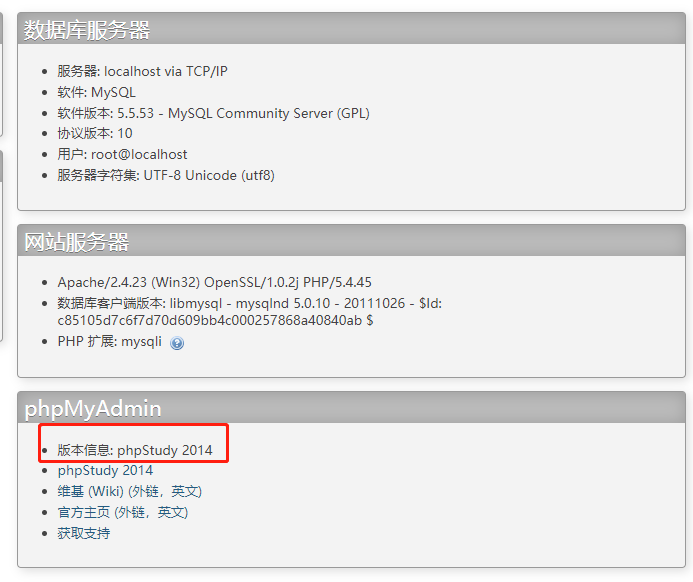 数据库服务器
服务器: localhost via TCP/IP
软件: MySQL
软件版本: 5.5.53 - MySQL Community Server (GPL)
协议版本: 10
用户: root@localhost
服务器字符集: UTF-8 Unicode (utf8)
网站服务器
Apache/2.4.23 (Win32) OpenSSL/1.0.2j PHP/5.4.45
数据库客户端版本: libmysql - mysqlnd 5.0.10 - 20111026 - $Id:
c85105d7c6f7d70d609bb4c000257868a40840ab $
PHP 扩展: mysqli
phpMyAdmin
版本信息: phpStudy 2014
phpStudy 2014
维基 (Wiki) (外链，英文)
官方主页 (外链，英文)
获取支持